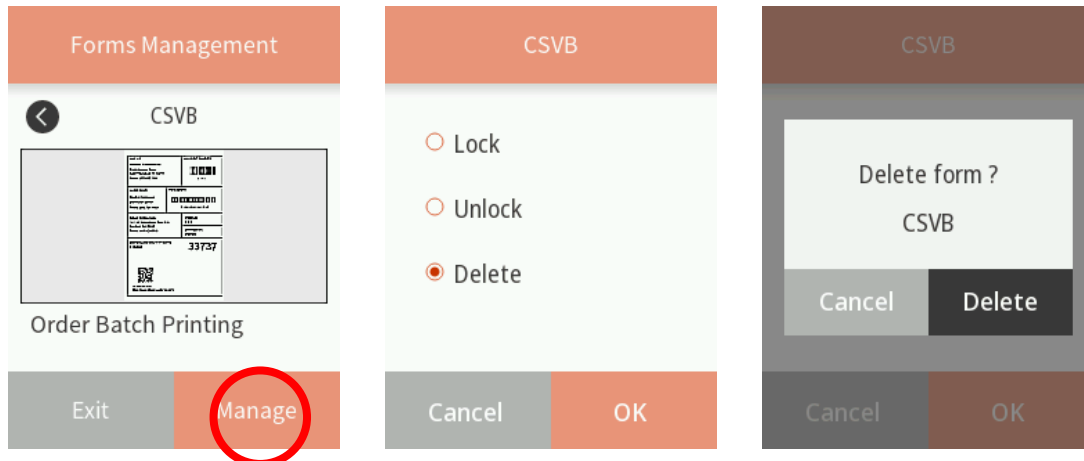 Forms Management
CSVB
33737
Order Batch Printing
Exit
Manage
CSVB
Lock
Unlock
Delete
Cancel
OK
CSVB
Delete form ?
CSVB
Cancel
Delete
Cancel
OK